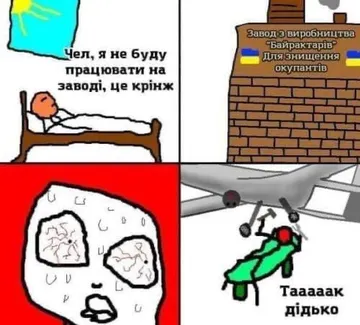 Чел, я не буду
працювати на
заводі, це крінж
Завод з виробництва
"Байрактарів"
Для знищення
окупантів
Тааааак
дідько